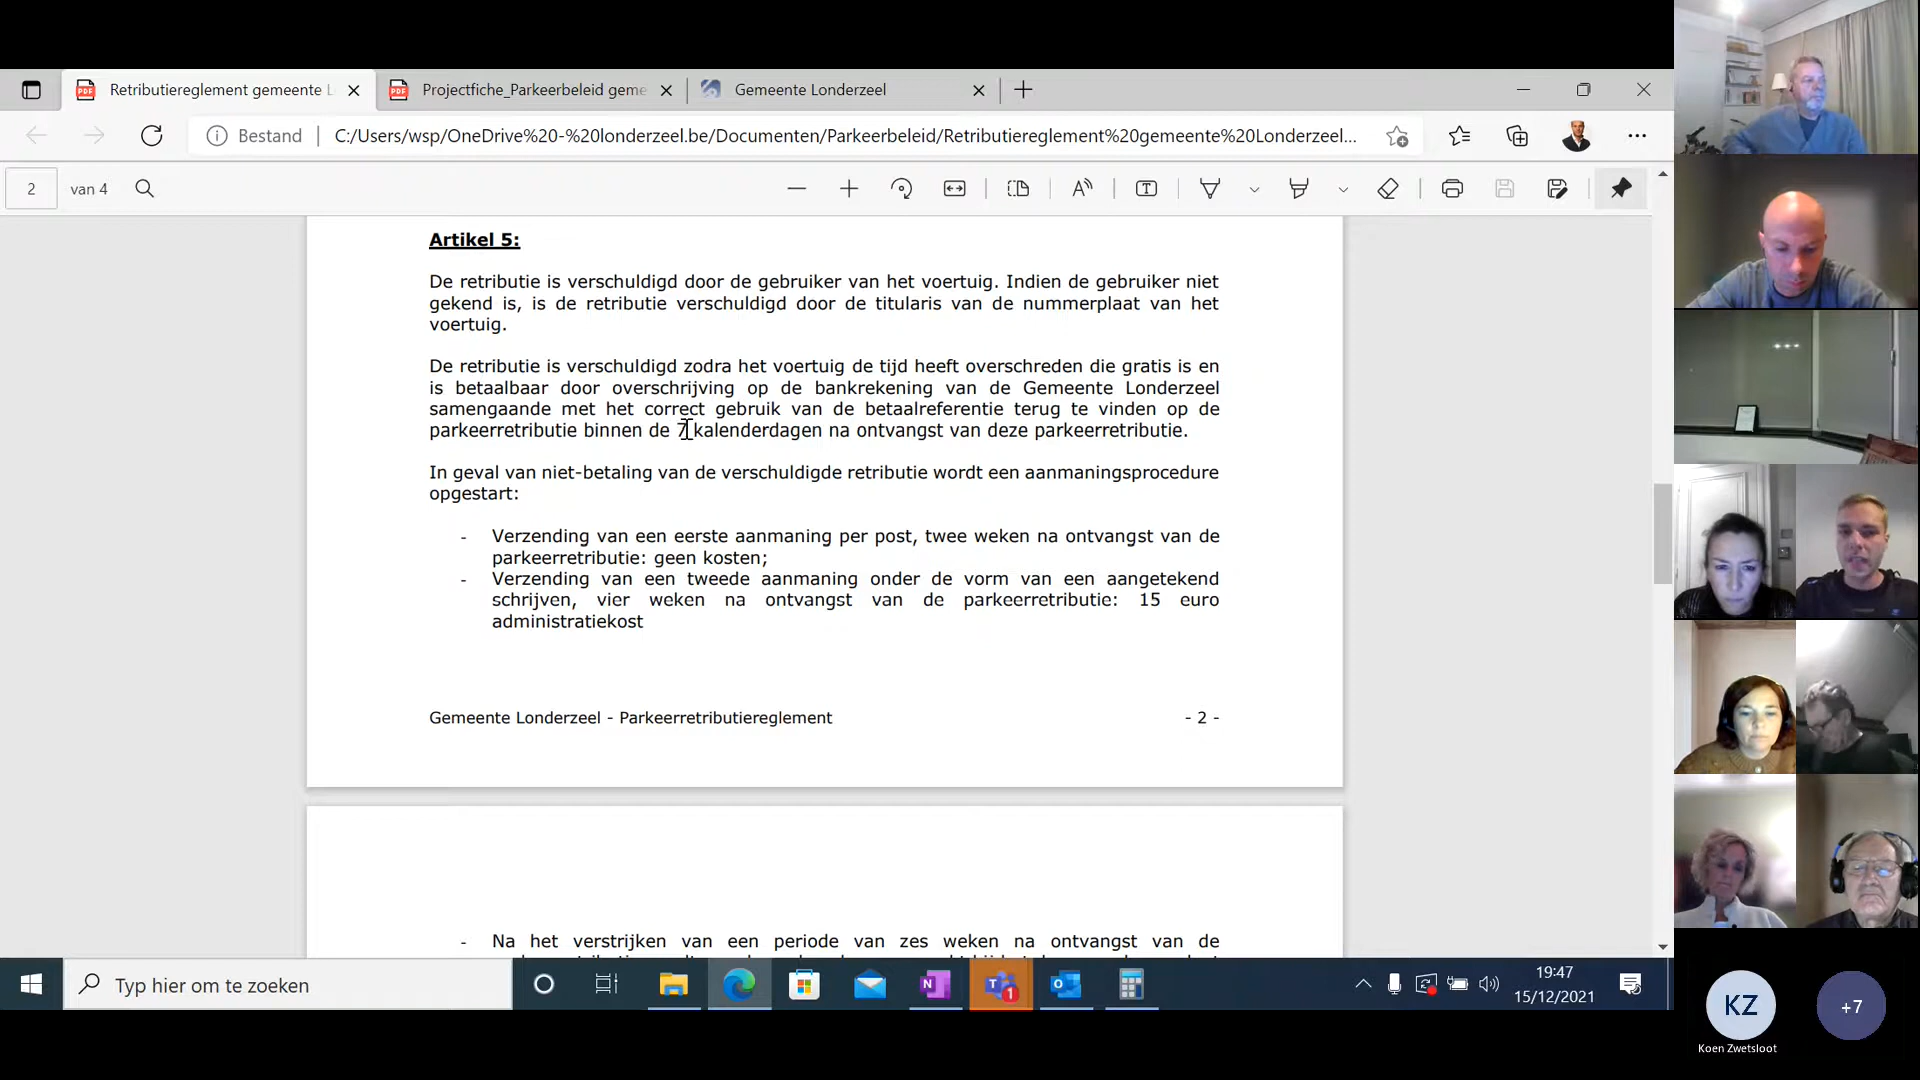 Retributiereglement gemeente L
Projectfiche_Parkeerbeleid geme
Gemeente Londerzeel
Bestand
C:/Users/wsp/OneDrive%20-%20londerzeel.be/Documenten/Parkeerbeleid/Retributiereglement%20gemeente%20Londerzeel...
2 van 4
Artikel 5:
De retributie is verschuldigd door de gebruiker van het voertuig. Indien de gebruiker niet
gekend is, is de retributie verschuldigd door de titularis van de nummerplaat van het
voertuig.
De retributie is verschuldigd zodra het voertuig de tijd heeft overschreden die gratis is en
is betaalbaar door overschrijving op de bankrekening van de Gemeente Londerzeel
samengaande met het correct gebruik van de betaalreferentie terug te vinden op de
parkeerretributie binnen de 7 kalenderdagen na ontvangst van deze parkeerretributie.
In geval van niet-betaling van de verschuldigde retributie wordt een aanmaningsprocedure
opgestart:
- Verzending van een eerste aanmaning per post, twee weken na ontvangst van de
parkeerretributie: geen kosten;
- Verzending van een tweede aanmaning onder de vorm van een aangetekend
schrijven, vier weken na ontvangst van de parkeerretributie: 15 euro
administratiekost
Gemeente Londerzeel - Parkeerretributiereglement - 2 -
- Na het verstrijken van een periode van zes weken na ontvangst van de
Typ hier om te zoeken
19:47
15/12/2021
KZ
+7
Koen Zwetsloot